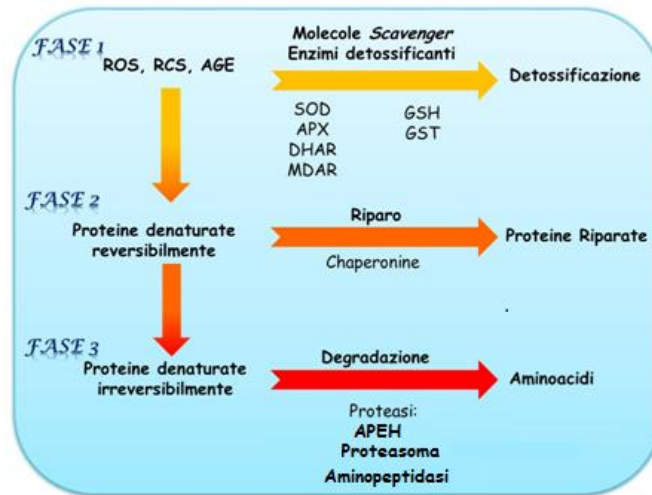 FASE 1
ROS, RCS, AGE
Molecole Scavenger
Enzimi detossificanti
Detossificazione
SOD
APX
DHAR
MDAR
GSH
GST
FASE 2
Proteine denaturate
reversibilmente
Riparo
Chaperonine
Proteine Riparate
.
FASE 3
Proteine denaturate
irreversibilmente
Degradazione
Aminoacidi
Proteasi:
APEH
Proteasoma
Aminopeptidasi